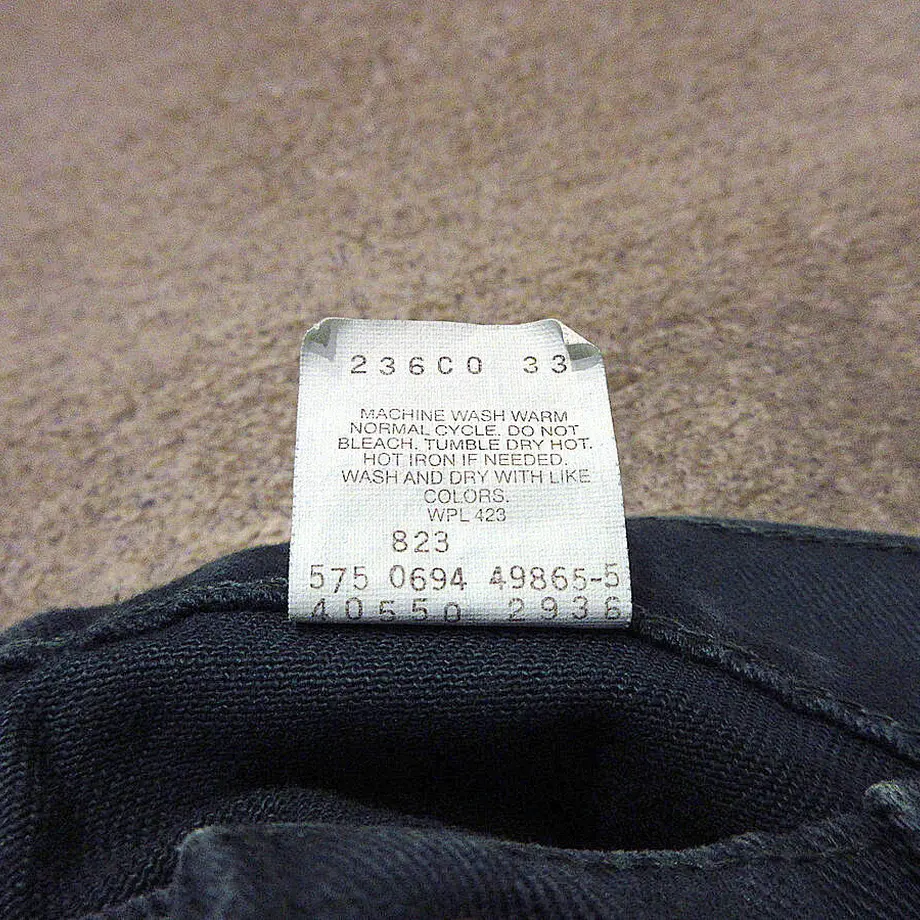 236C0 33
MACHINE WASH WARM
NORMAL CYCLE. DO NOT
BLEACH. TUMBLE DRY HOT.
HOT IRON IF NEEDED.
WASH AND DRY WITH LIKE
COLORS.
WPL 423
823
575 0694 49865-5
40550 2936